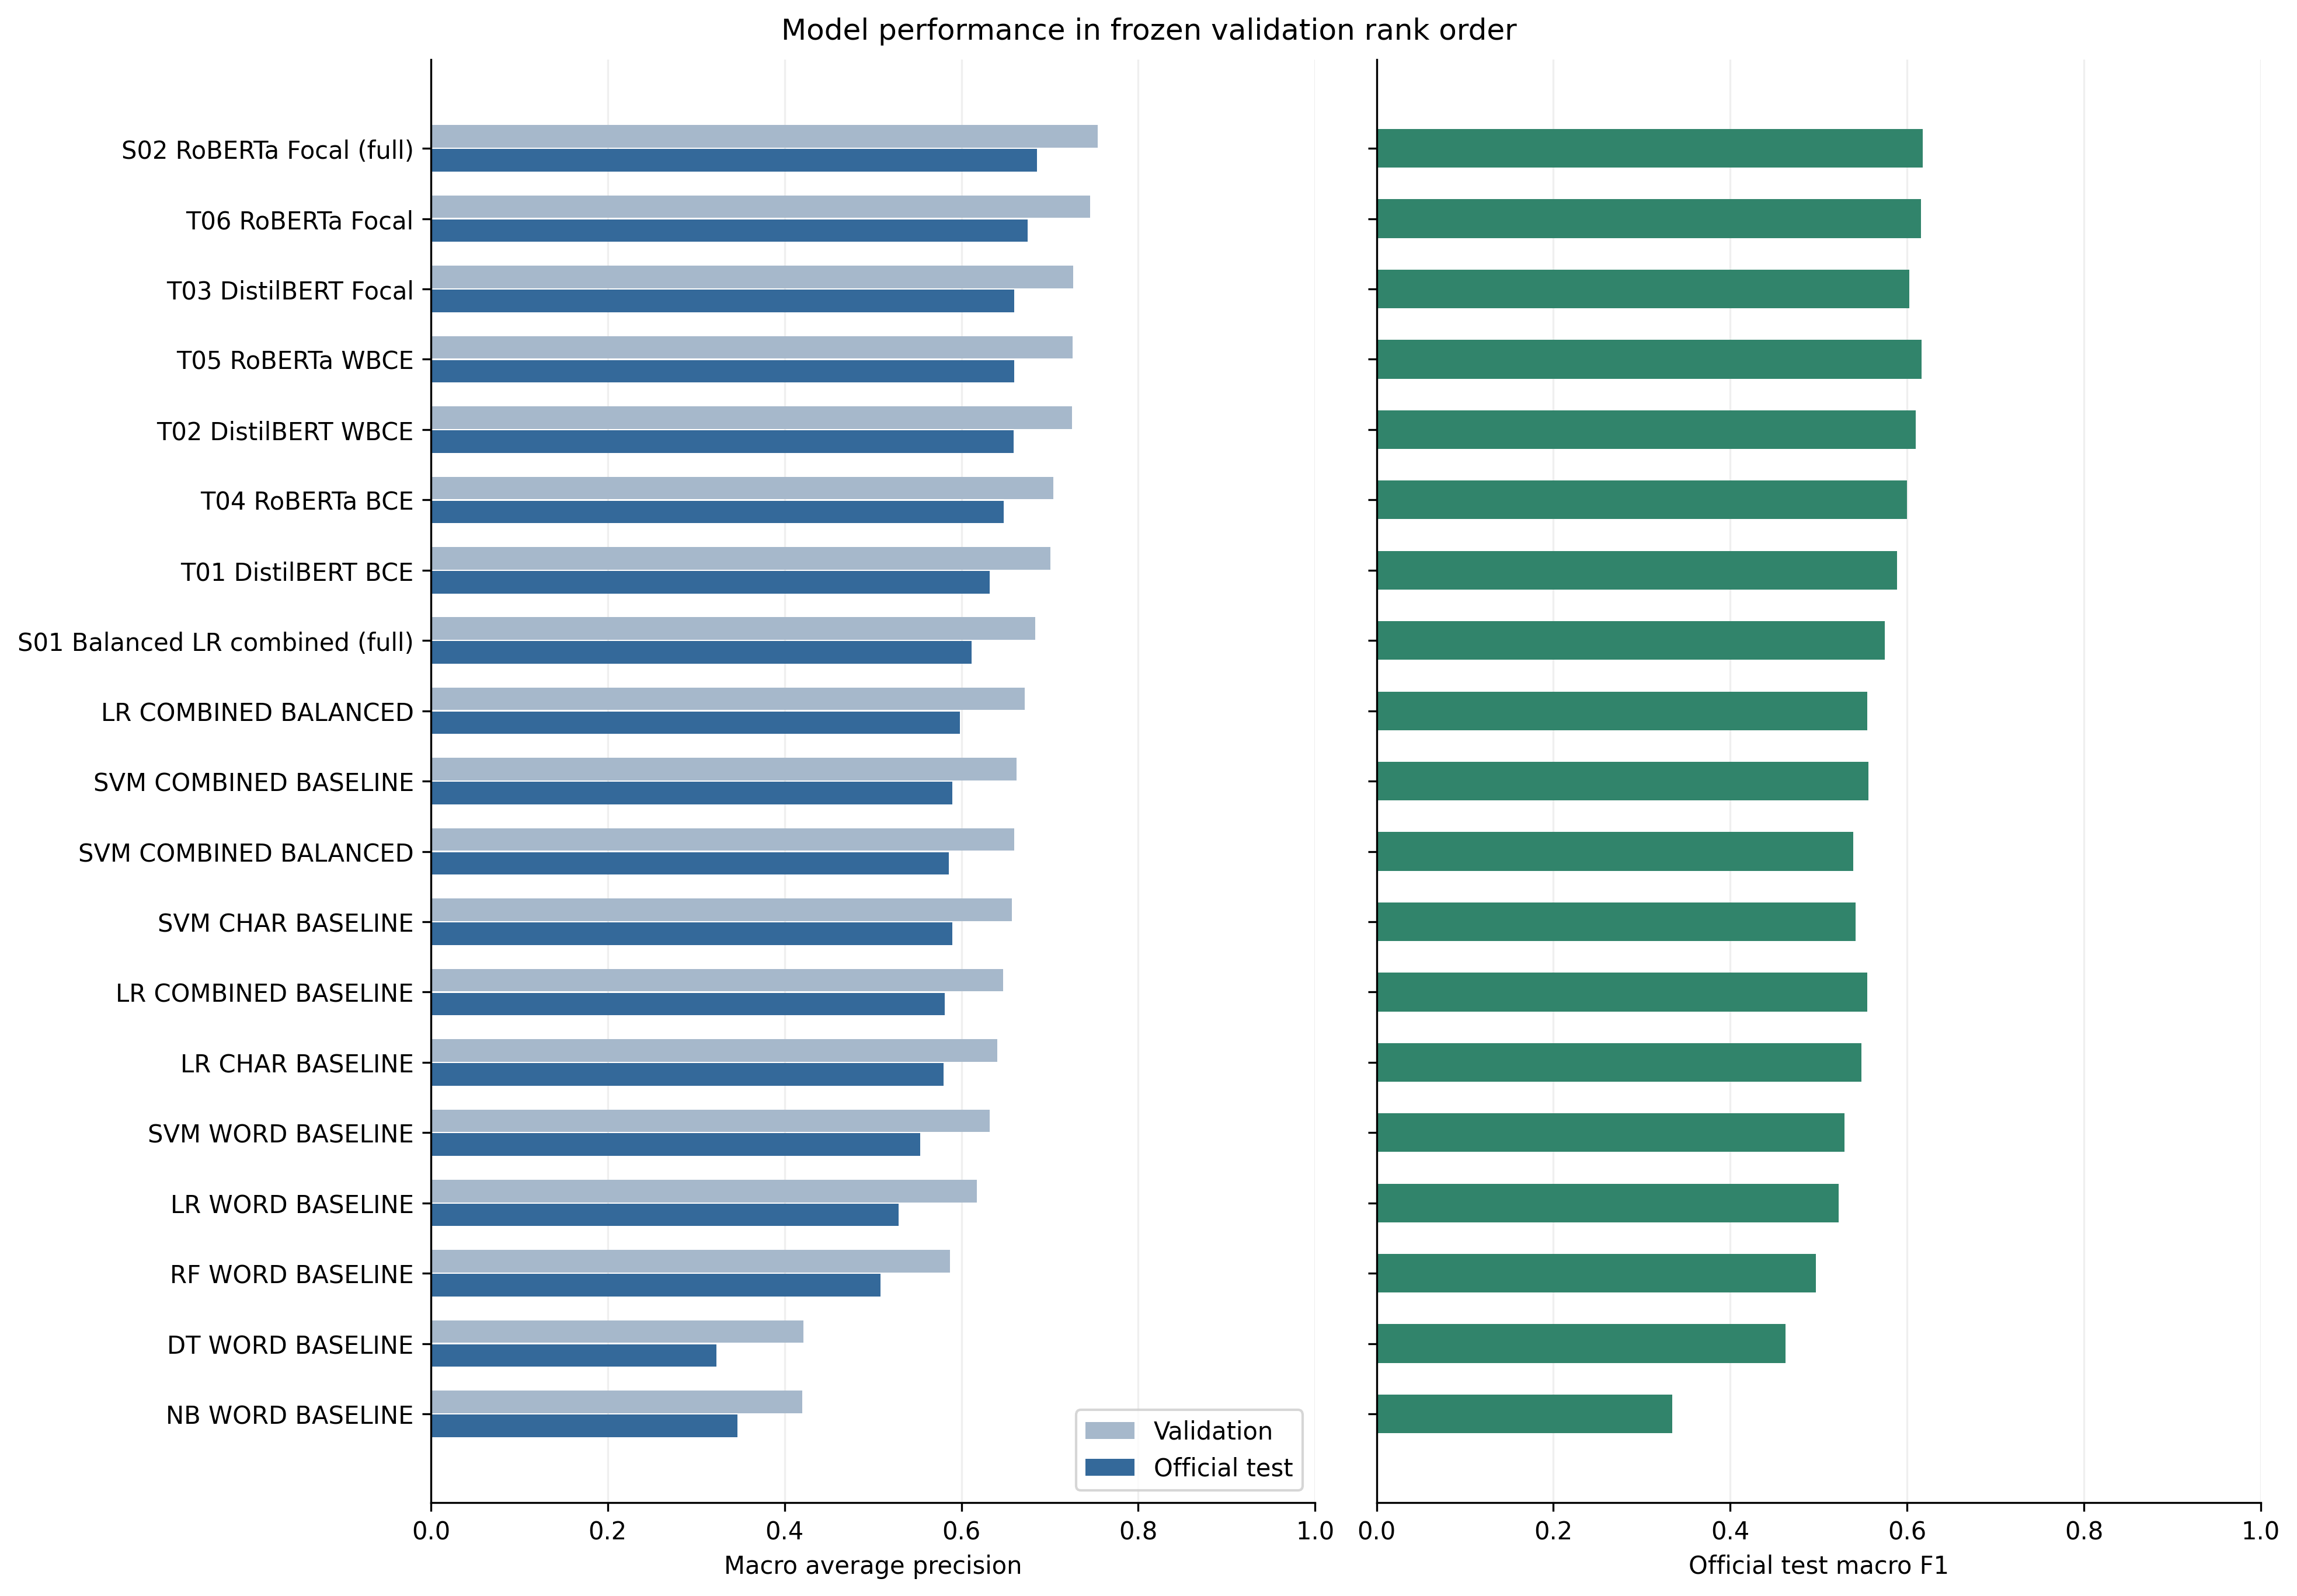 Model performance in frozen validation rank order
S02 RoBERTa Focal (full)
T06 RoBERTa Focal
T03 DistilBERT Focal
T05 RoBERTa WBCE
T02 DistilBERT WBCE
T04 RoBERTa BCE
T01 DistilBERT BCE
S01 Balanced LR combined (full)
LR COMBINED BALANCED
SVM COMBINED BASELINE
SVM COMBINED BALANCED
SVM CHAR BASELINE
LR COMBINED BASELINE
LR CHAR BASELINE
SVM WORD BASELINE
LR WORD BASELINE
RF WORD BASELINE
DT WORD BASELINE
NB WORD BASELINE
Validation
Official test
0.0 0.2 0.4 0.6 0.8 1.0
Macro average precision
0.0 0.2 0.4 0.6 0.8 1.0
Official test macro F1